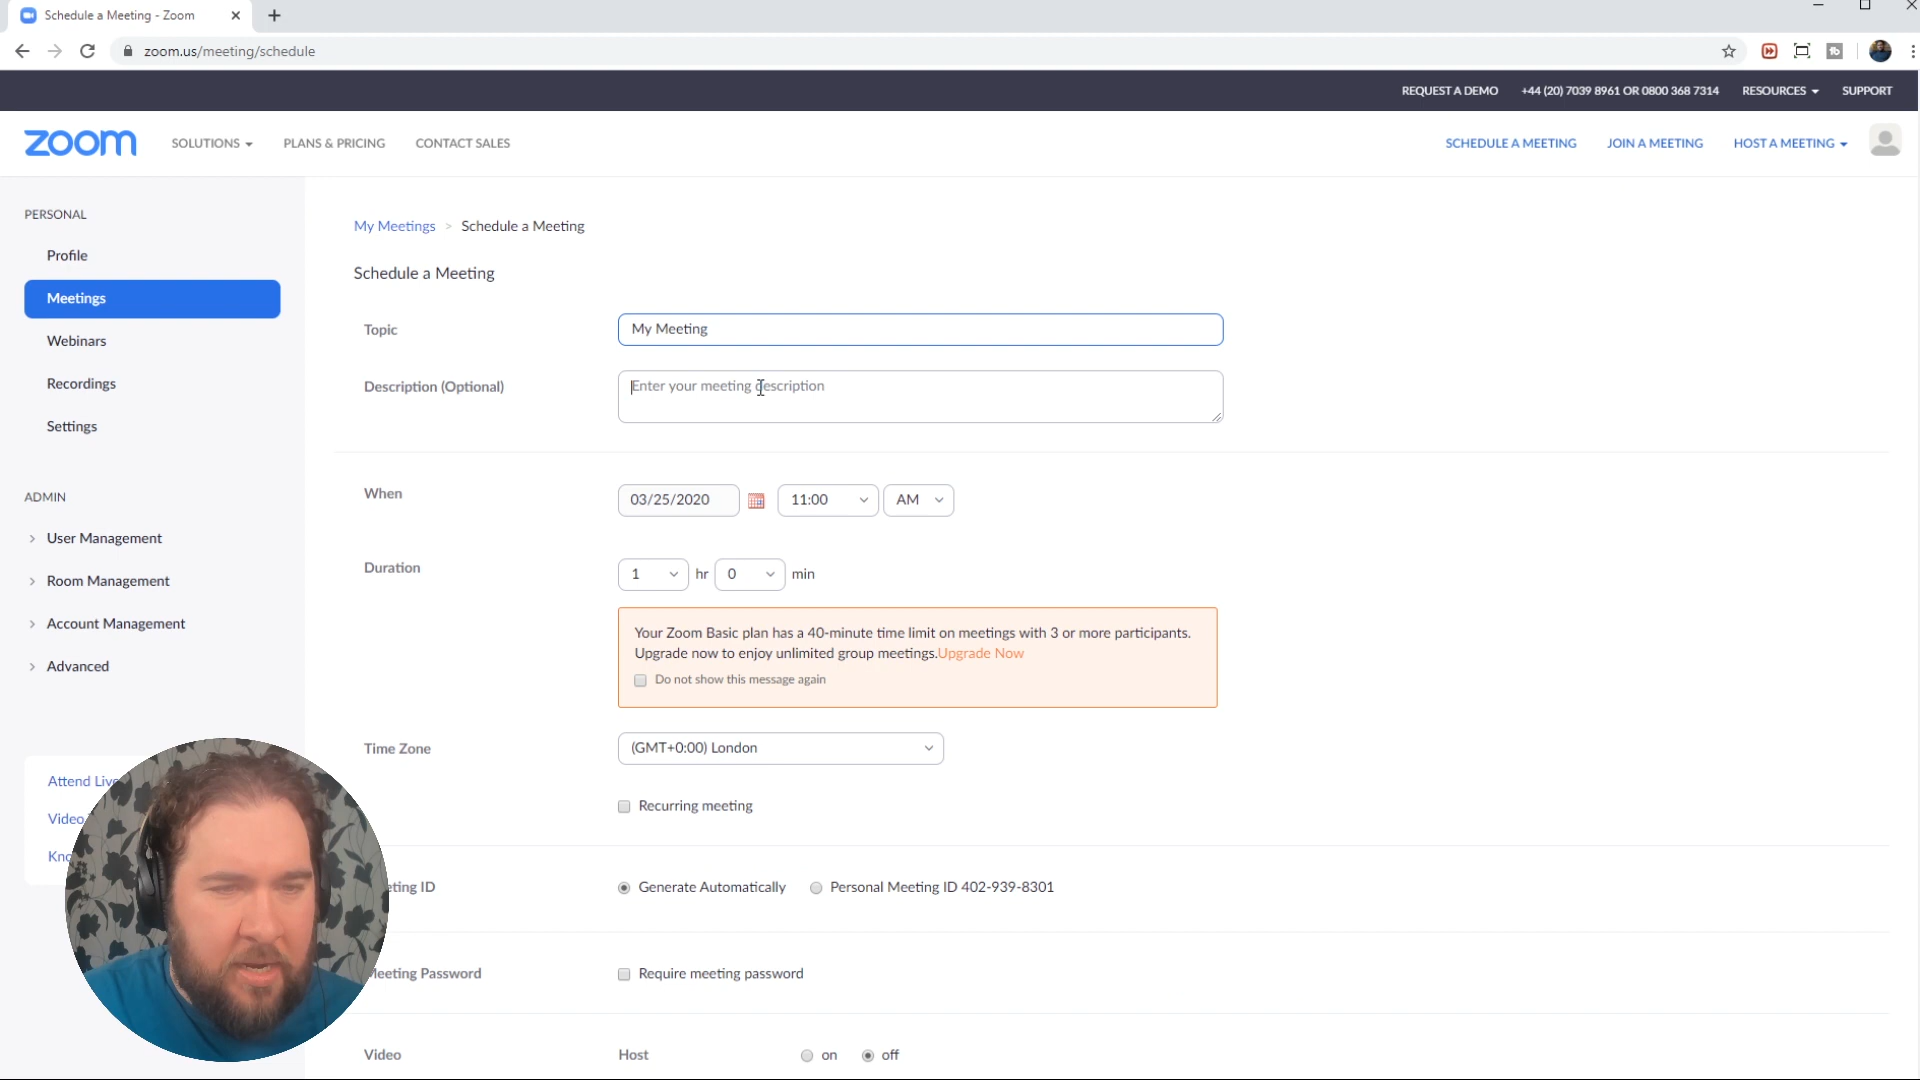 Schedule a Meeting - Zoom
zoom.us/meeting/schedule
REQUEST A DEMO +44 (20) 7039 8961 OR 0800 368 7314 RESOURCES SUPPORT
zoom SOLUTIONS PLANS & PRICING CONTACT SALES SCHEDULE A MEETING JOIN A MEETING HOST A MEETING
PERSONAL
Profile
Meetings
Webinars
Recordings
Settings
ADMIN
User Management
Room Management
Account Management
Advanced
Attend Live
Video
My Meetings > Schedule a Meeting
Schedule a Meeting
Topic My Meeting
Description (Optional) Enter your meeting description
When 03/25/2020 11:00 AM
Duration 1 hr 0 min
Your Zoom Basic plan has a 40-minute time limit on meetings with 3 or more participants.
Upgrade now to enjoy unlimited group meetings.Upgrade Now
Do not show this message again
Time Zone (GMT+0:00) London
Recurring meeting
ID Generate Automatically Personal Meeting ID 402-939-8301
Meeting Password Require meeting password
Video Host on off